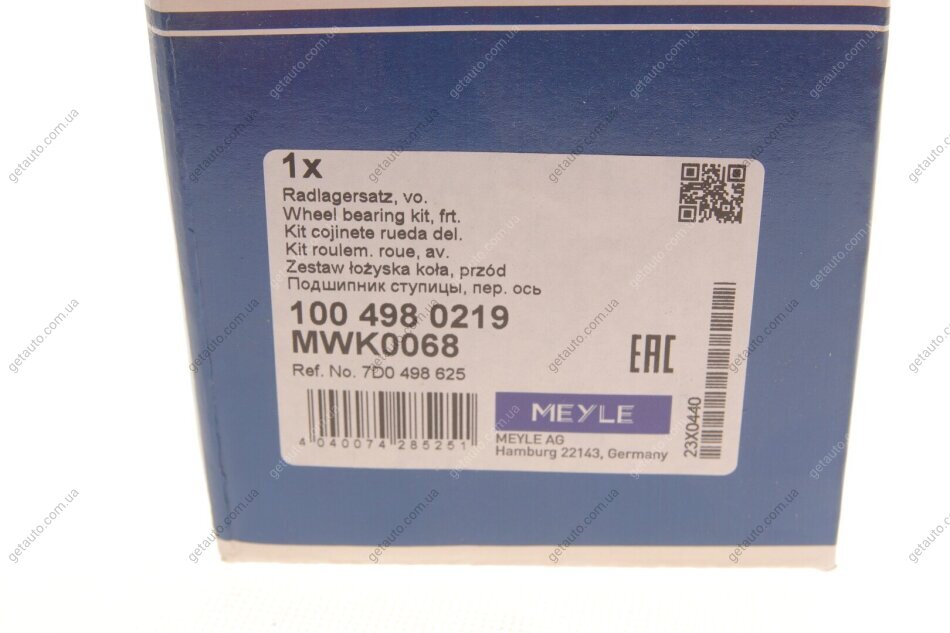 1x
Radlagersatz, vo.
Wheel bearing kit, frt.
Kit cojinete rueda del.
Kit roulem. roue, av.
Zestaw łożyska koła, przód
Подшипник ступицы, пер. ось
100 498 0219
MWK0068
Ref. No. 7D0 498 625
EAC
4 040074 285251
MEYLE
MEYLE AG
Hamburg 22143, Germany
23X0440
getauto.com.ua